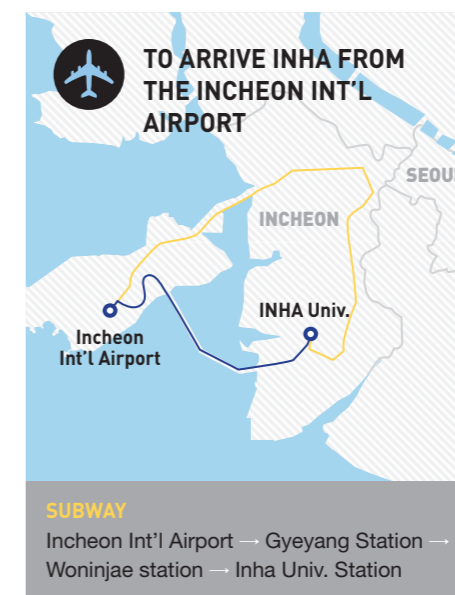 TO ARRIVE INHA FROM
THE INCHEON INT'L
AIRPORT
INCHEON
INHA Univ.
Incheon
Int'l Airport
SUBWAY
Incheon Int'l Airport → Gyeyang Station →
Woninjae station → Inha Univ. Station